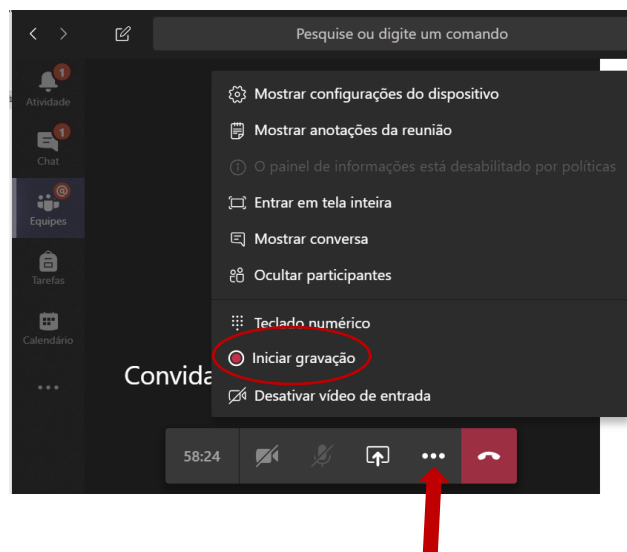 Pesquise ou digite um comando
1
Atividade
1
Chat
@
Equipes
Tarefas
Calendário
Mostrar configurações do dispositivo
Mostrar anotações da reunião
O painel de informações está desabilitado por políticas
Entrar em tela inteira
Mostrar conversa
Ocultar participantes
Teclado numérico
Iniciar gravação
Desativar vídeo de entrada
Convida
58:24